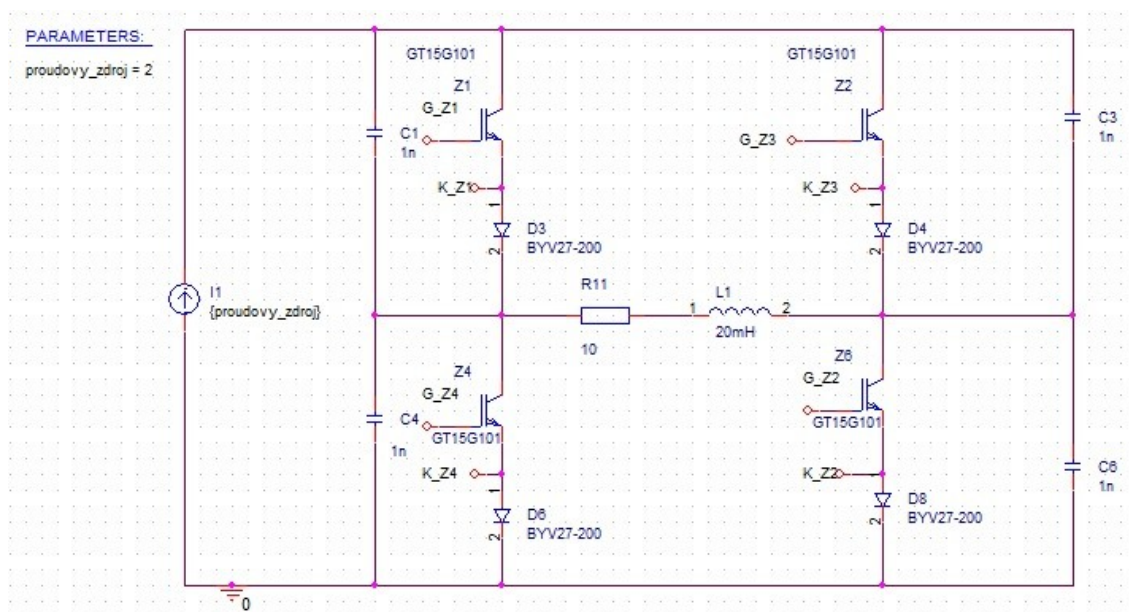 PARAMETERS:
proudovy_zdroj = 2
GT15G101
Z1
G_Z1
C1
1n
K_Z1
1
D3
BYV27-200
2
GT15G101
Z2
G_Z3
K_Z3
1
D4
BYV27-200
2
C3
1n
I1
{proudovy_zdroj}
R11
10
1
L1
2
20mH
Z4
G_Z4
C4
1n
GT15G101
K_Z4
1
D6
BYV27-200
2
Z6
G_Z2
GT15G101
K_Z2
1
D8
BYV27-200
2
C6
1n
0